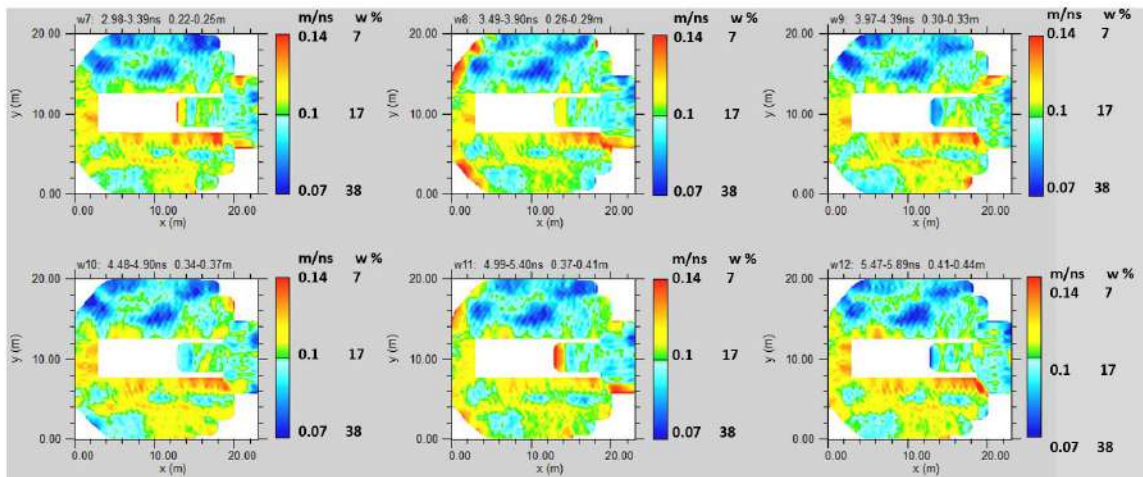 w7: 2.98-3.39ns 0.22-0.25m
m/ns w %
20.00
0.14 7
y (m)
10.00
0.1 17
0.00
0.07 38
0.00 10.00 20.00
x (m)
w8: 3.49-3.90ns 0.26-0.29m
m/ns w %
20.00
0.14 7
y (m)
10.00
0.1 17
0.00
0.07 38
0.00 10.00 20.00
x (m)
w9: 3.97-4.39ns 0.30-0.33m
m/ns w %
20.00
0.14 7
y (m)
10.00
0.1 17
0.00
0.07 38
0.00 10.00 20.00
x (m)
w10: 4.48-4.90ns 0.34-0.37m
m/ns w %
20.00
0.14 7
y (m)
10.00
0.1 17
0.00
0.07 38
0.00 10.00 20.00
x (m)
w11: 4.99-5.40ns 0.37-0.41m
m/ns w %
20.00
0.14 7
y (m)
10.00
0.1 17
0.00
0.07 38
0.00 10.00 20.00
x (m)
w12: 5.47-5.89ns 0.41-0.44m
m/ns w %
20.00
0.14 7
y (m)
10.00
0.1 17
0.00
0.07 38
0.00 10.00 20.00
x (m)